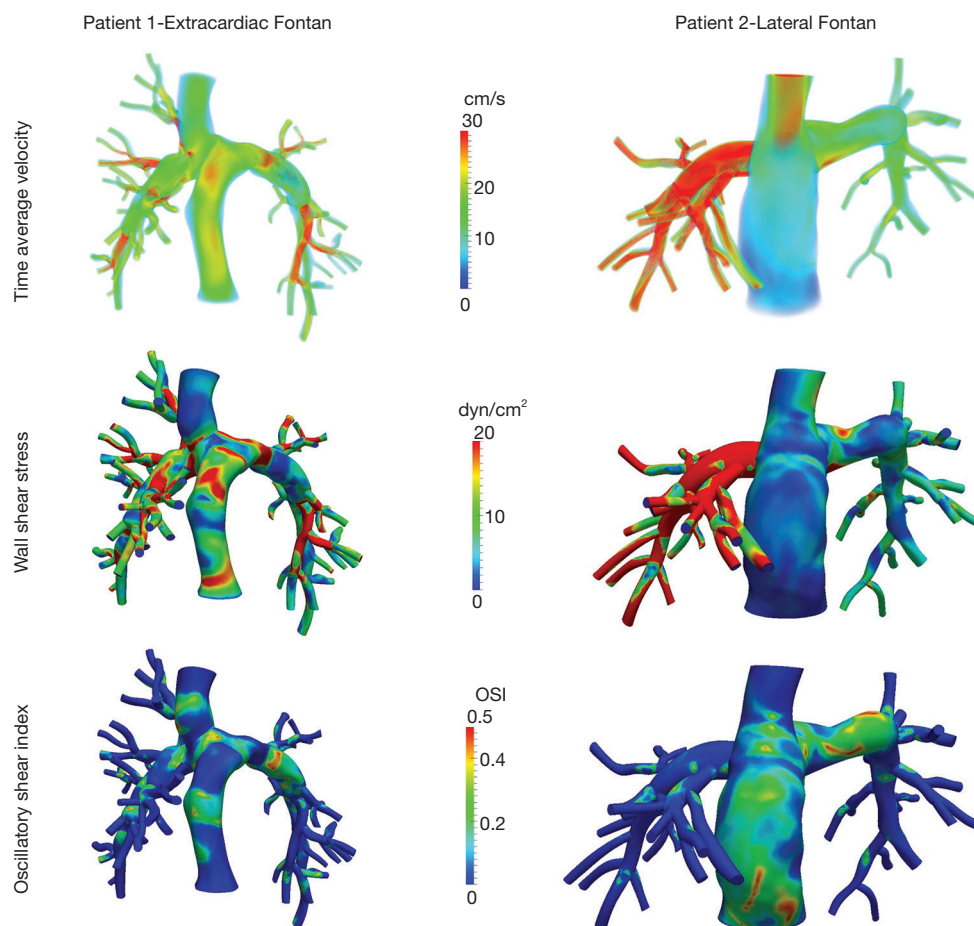 Patient 1-Extracardiac Fontan
Patient 2-Lateral Fontan
Time average velocity
cm/s
30
20
10
0
Wall shear stress
dyn/cm²
20
10
0
Oscillatory shear index
OSI
0.5
0.4
0.2
0